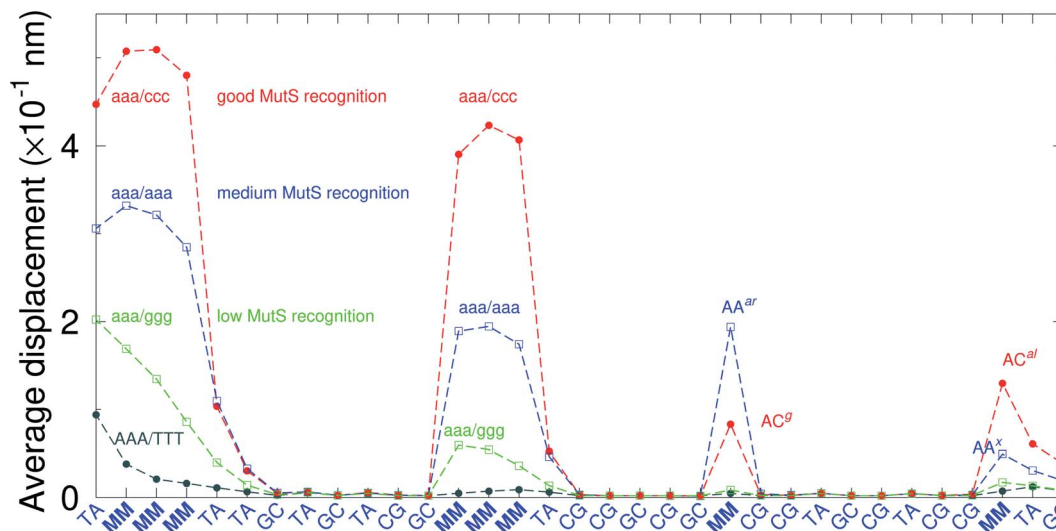 Average displacement (×10⁻¹ nm)
4
2
0
aaa/ccc good MutS recognition aaa/ccc
aaa/aaa medium MutS recognition
aaa/ggg low MutS recognition aaa/aaa AA^ar
AC^al
AC^g
AAA/TTT aaa/ggg
AA^x
TA MM MM MM TA TA GC TA GC TA CG GC MM MM MM TA CG GC CG CG GC MM CG CG TA GC GC TA CG CG MM TA